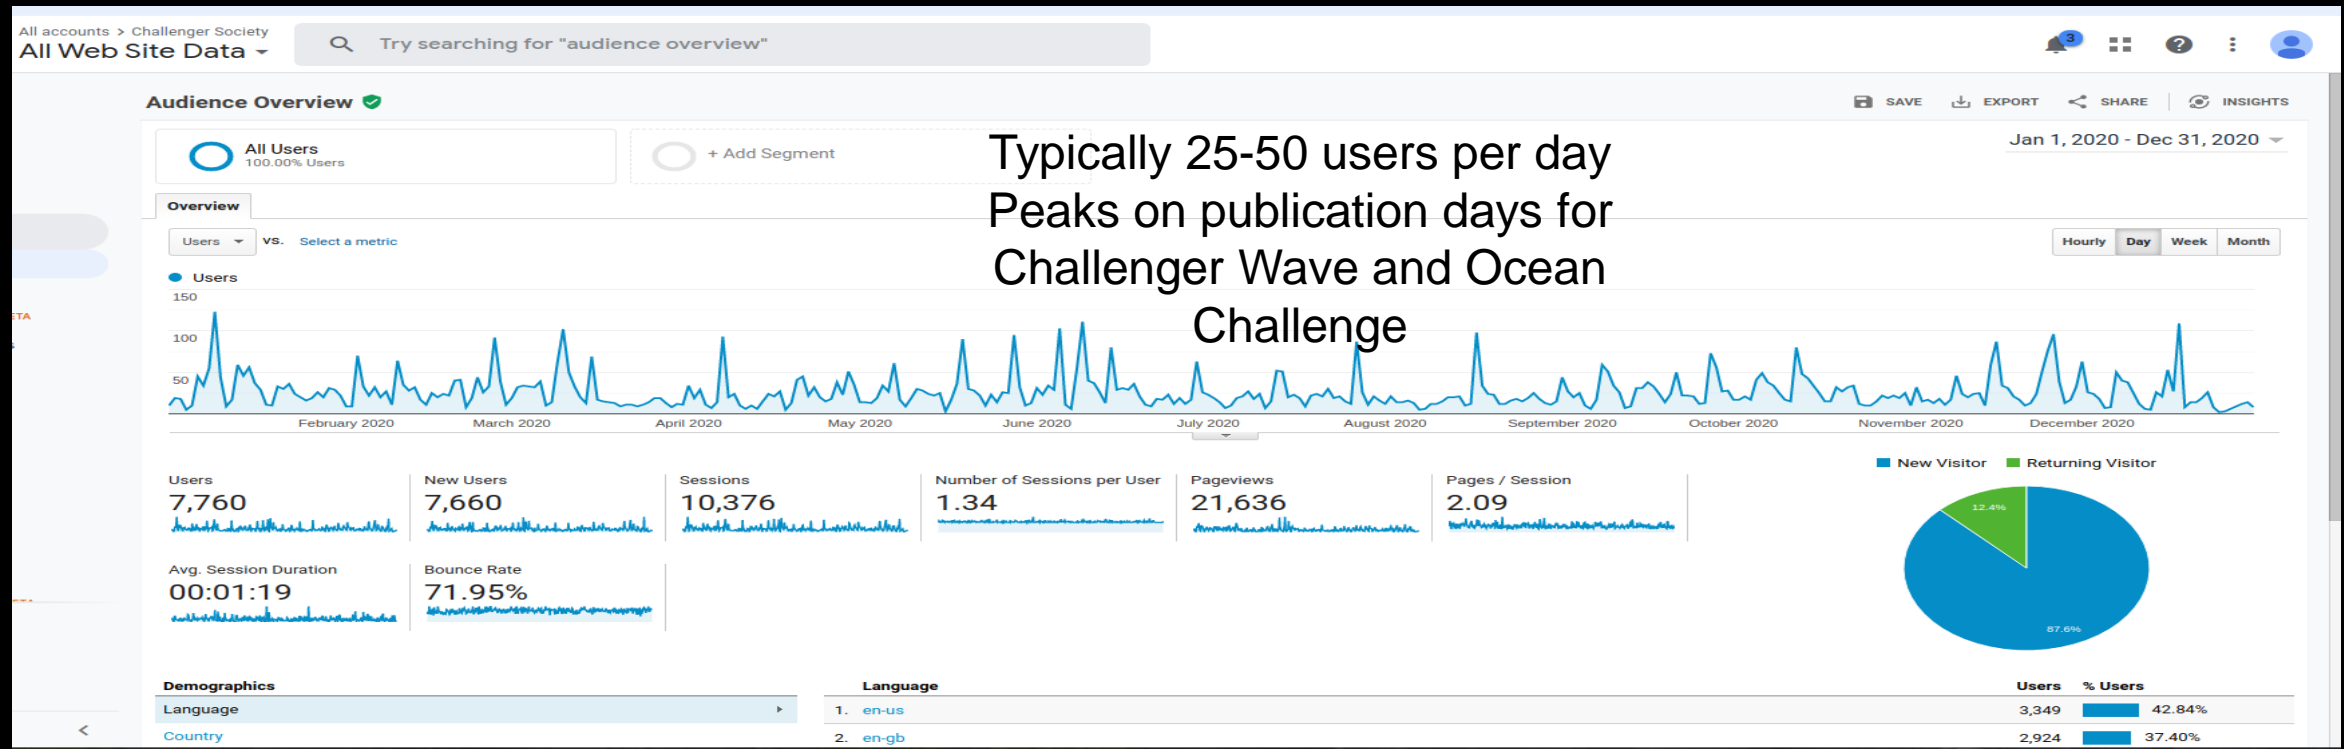 All accounts > Challenger Society
All Web Site Data
Try searching for "audience overview"
3
Audience Overview
SAVE EXPORT SHARE INSIGHTS
All Users
100.00% Users
+ Add Segment
Jan 1, 2020 - Dec 31, 2020
Typically 25-50 users per day
Peaks on publication days for
Challenger Wave and Ocean
Challenge
Overview
Users VS. Select a metric
Hourly Day Week Month
Users
150
100
50
ETA
February 2020 March 2020 April 2020 May 2020 June 2020 July 2020 August 2020 September 2020 October 2020 November 2020 December 2020
New Visitor Returning Visitor
Users
7,760
New Users
7,660
Sessions
10,376
Number of Sessions per User
1.34
Pageviews
21,636
Pages / Session
2.09
Avg. Session Duration
00:01:19
Bounce Rate
71.95%
12.4%
87.6%
Demographics
Language
Country
Language Users % Users
1. en-us 3,349 42.84%
2. en-gb 2,924 37.40%